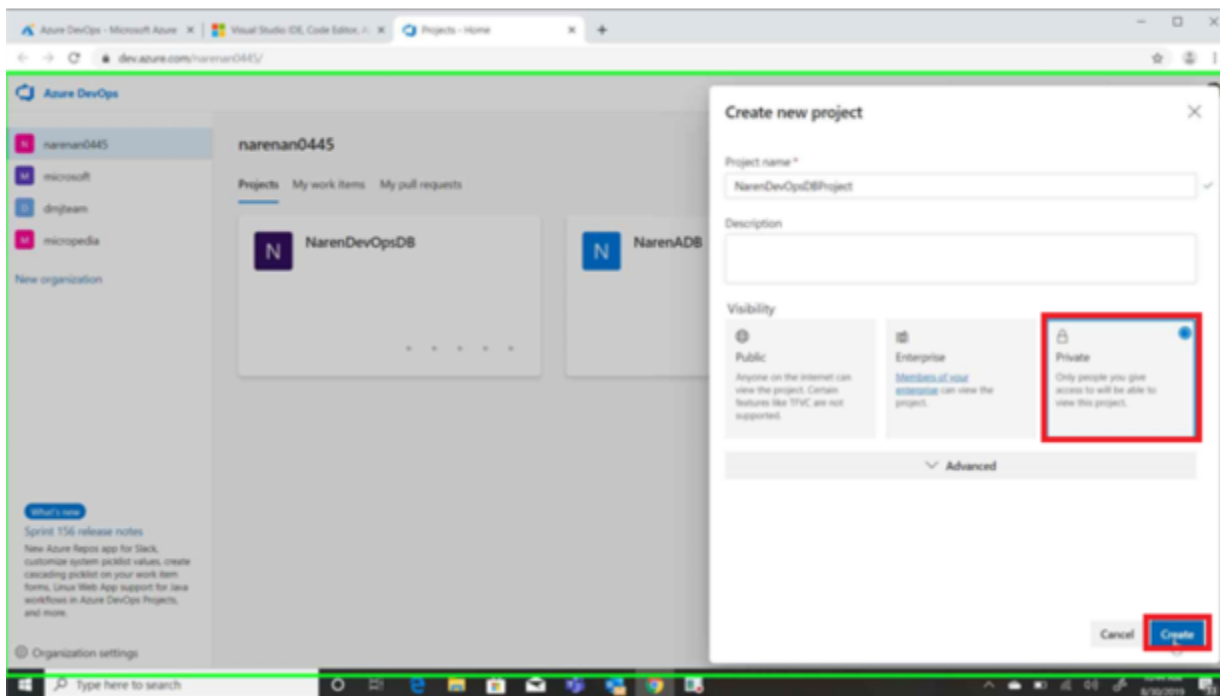 Azure DevOps - Microsoft Azure
Visual Studio IDE, Code Editor,
Projects - Home
dev.azure.com/narenan0445/
Azure DevOps
narenan0445
microsoft
dmjteam
micropedia
New organization
narenan0445
Projects My work items My pull requests
N NarenDevOpsDB
N NarenADB
What's new
Sprint 156 release notes
New Azure Repos app for Slack,
customize system picklist values, create
cascading picklist on your work item
forms, Linux Web App support for Java
workflows in Azure DevOps Projects,
and more.
Organization settings
Create new project
Project name *
NarenDevOpsDBProject
Description
Visibility
Public
Anyone on the internet can
view the project. Certain
features like TFVC are not
supported.
Enterprise
Members of your
enterprise can view the
project.
Private
Only people you give
access to will be able to
view this project.
Advanced
Cancel Create
Type here to search